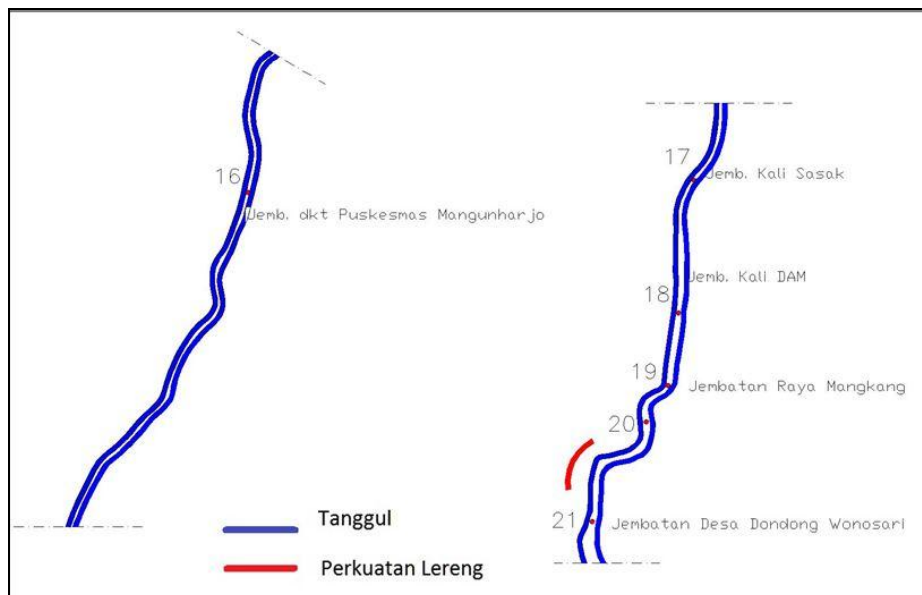 16
Jemb. dkt Puskesmas Mangunharjo
17
Jemb. Kali Sasak
Jemb. Kali DAM
18
19
Jembatan Raya Mangkang
20
21
Jembatan Desa Dondong Wonosari
Tanggul
Perkuatan Lereng